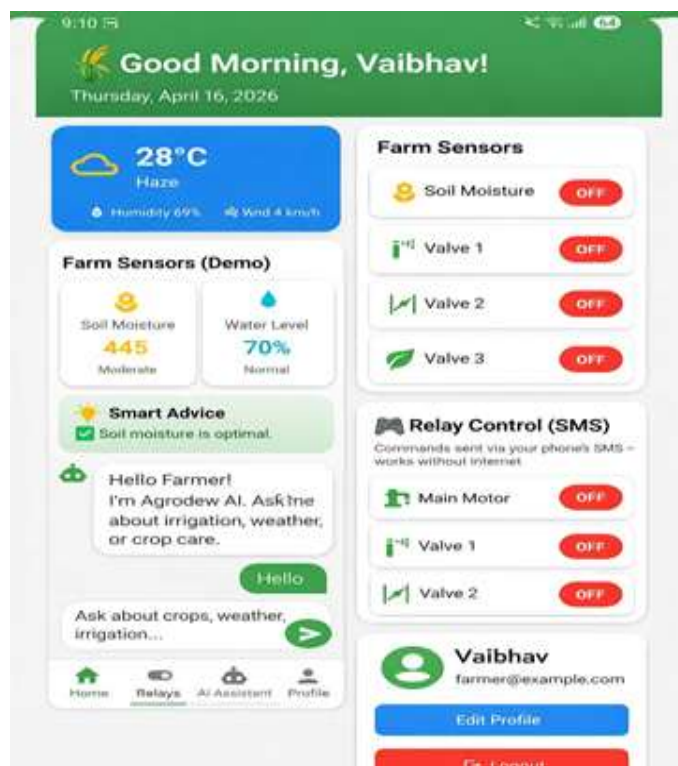 9:10
64
Good Morning, Vaibhav!
Thursday, April 16, 2026
28°C
Haze
Humidity 69% Wind 4 km/h
Farm Sensors (Demo)
Soil Moisture
445
Moderate
Water Level
70%
Normal
Smart Advice
Soil moisture is optimal.
Hello Farmer!
I'm Agrodew AI. Ask me
about irrigation, weather,
or crop care.
Hello
Ask about crops, weather,
irrigation...
Home Relays AI Assistant Profile
Farm Sensors
Soil Moisture OFF
Valve 1 OFF
Valve 2 OFF
Valve 3 OFF
Relay Control (SMS)
Commands sent via your phone's SMS –
works without internet
Main Motor OFF
Valve 1 OFF
Valve 2 OFF
Vaibhav
farmer@example.com
Edit Profile
Logout